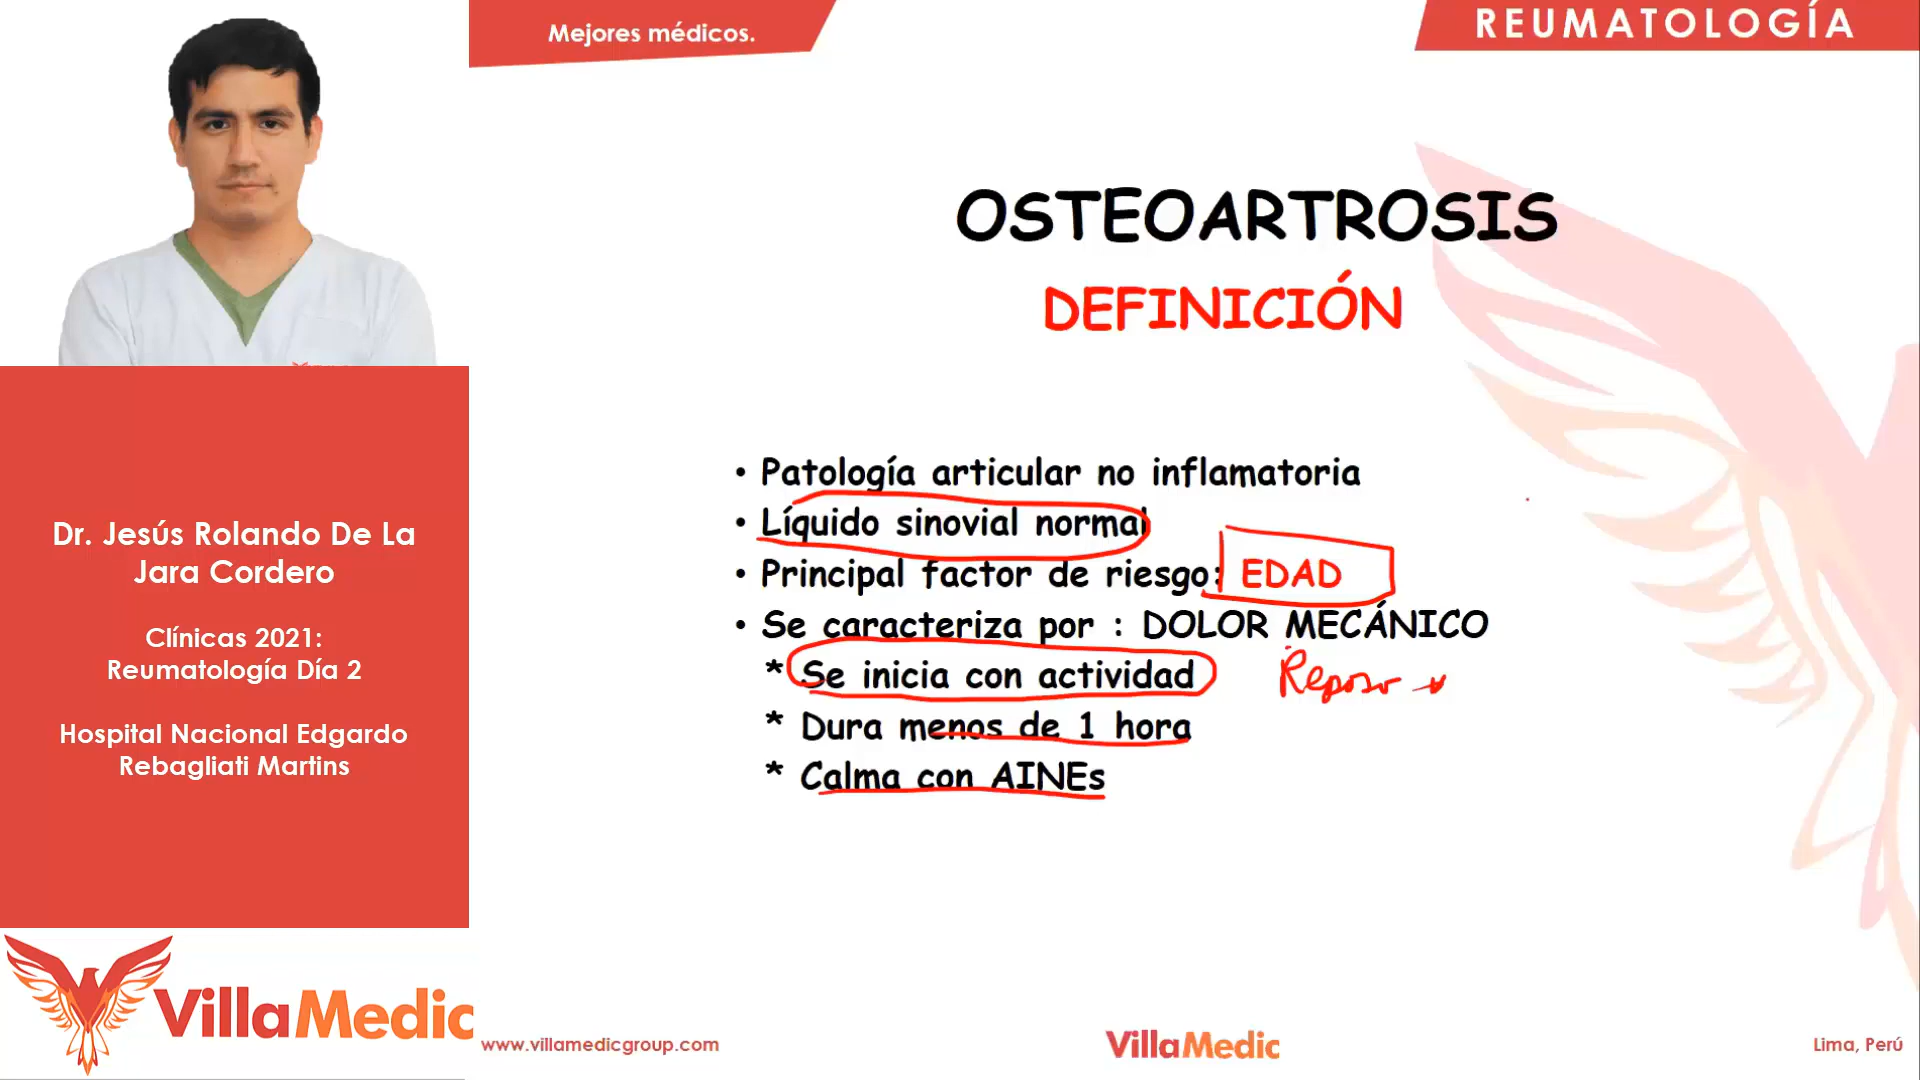 Mejores médicos.
REUMATOLOGÍA
OSTEOARTROSIS
DEFINICIÓN
• Patología articular no inflamatoria
• Líquido sinovial normal
• Principal factor de riesgo: EDAD
• Se caracteriza por : DOLOR MECÁNICO
* Se inicia con actividad
Reposo
* Dura menos de 1 hora
* Calma con AINEs
Dr. Jesús Rolando De La
Jara Cordero
Clínicas 2021:
Reumatología Día 2
Hospital Nacional Edgardo
Rebagliati Martins
VillaMedic
www.villamedicgroup.com
VillaMedic
Lima, Perú